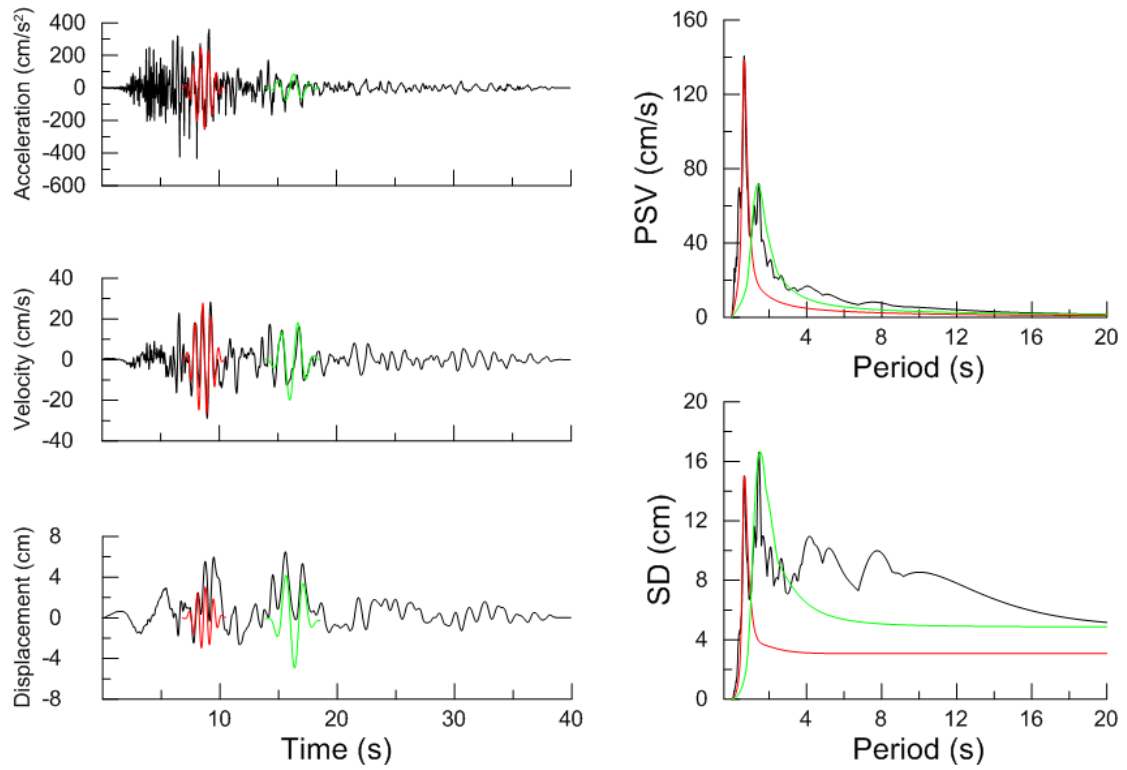 400
200
0
-200
-400
-600
Acceleration (cm/s²)
40
20
0
-20
-40
Velocity (cm/s)
8
4
0
-4
-8
Displacement (cm)
10 20 30 40
Time (s)
160
120
80
40
0
PSV (cm/s)
4 8 12 16 20
Period (s)
20
16
12
8
4
0
SD (cm)
4 8 12 16 20
Period (s)